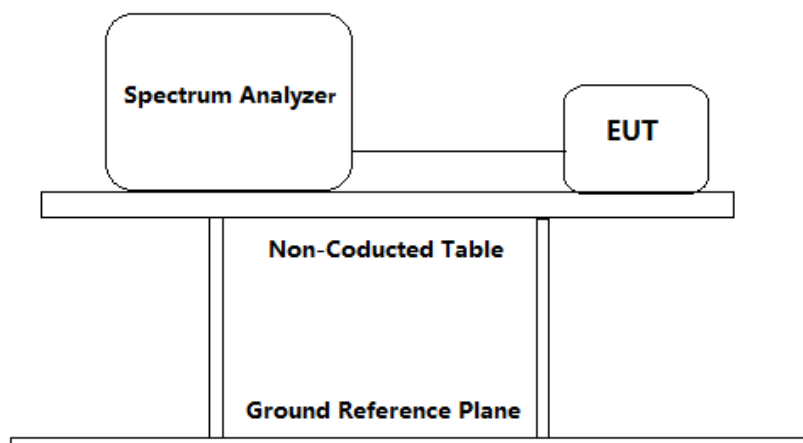 Spectrum Analyzer
EUT
Non-Coducted Table
Ground Reference Plane